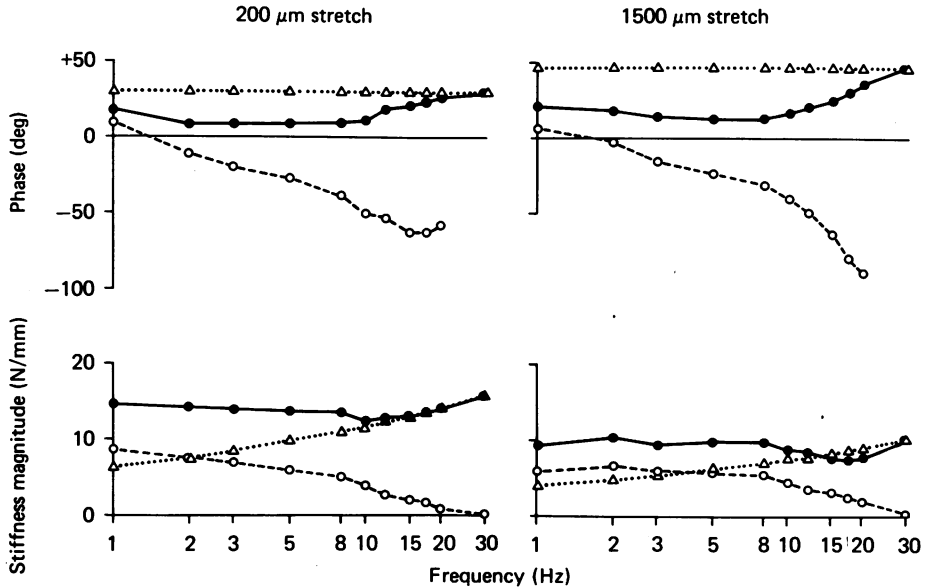 200 μm stretch
1500 μm stretch
Phase (deg)
+50
0
−50
−100
Stiffness magnitude (N/mm)
20
10
0
1 2 3 5 8 10 15 20 30
1 2 3 5 8 10 15 20 30
Frequency (Hz)